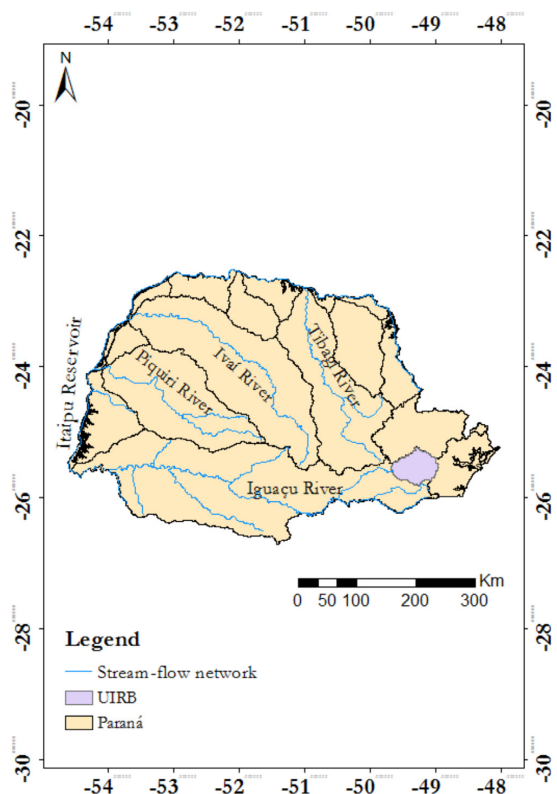 -54 -53 -52 -51 -50 -49 -48
N
-20
-20
-22
-22
-24
-24
-26
-26
-28
-28
-30
-30
Itaipu Reservoir
Piquiri River
Ivaí River
Tibagi River
Iguaçu River
Km
0 50 100 200 300
Legend
Stream-flow network
UIRB
Paraná
-54 -53 -52 -51 -50 -49 -48